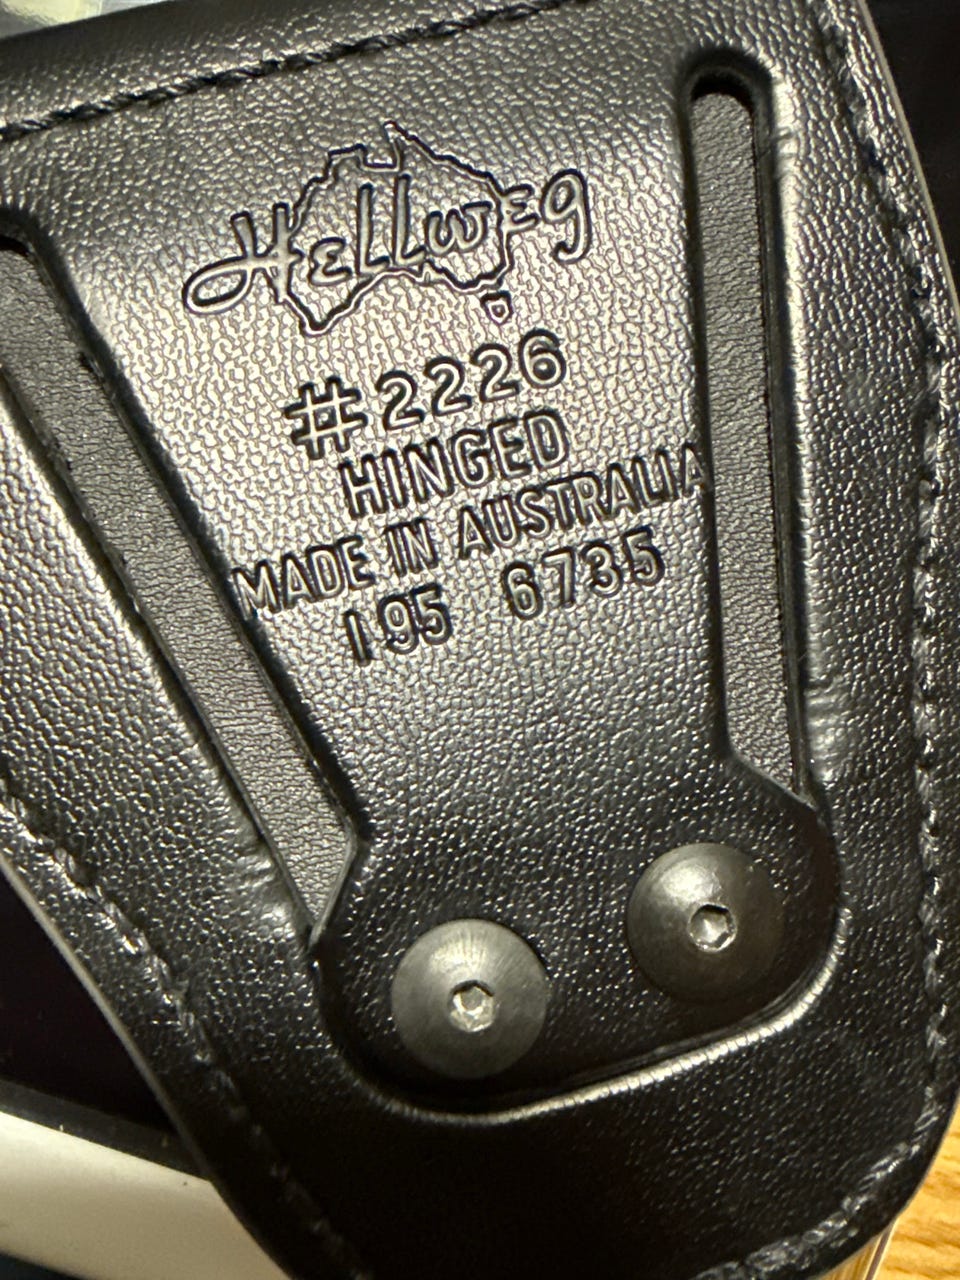 Hellweg
#2226
HINGED
MADE IN AUSTRALIA
195 6735